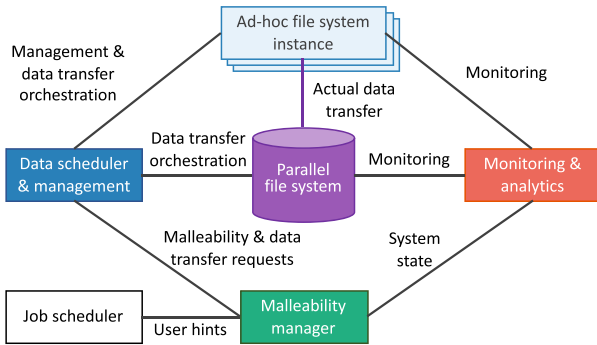 Ad-hoc file system
instance
Management &
data transfer
orchestration
Monitoring
Actual data
transfer
Data scheduler
& management
Data transfer
orchestration
Parallel
file system
Monitoring
Monitoring &
analytics
Malleability & data
transfer requests
System
state
Job scheduler
User hints
Malleability
manager